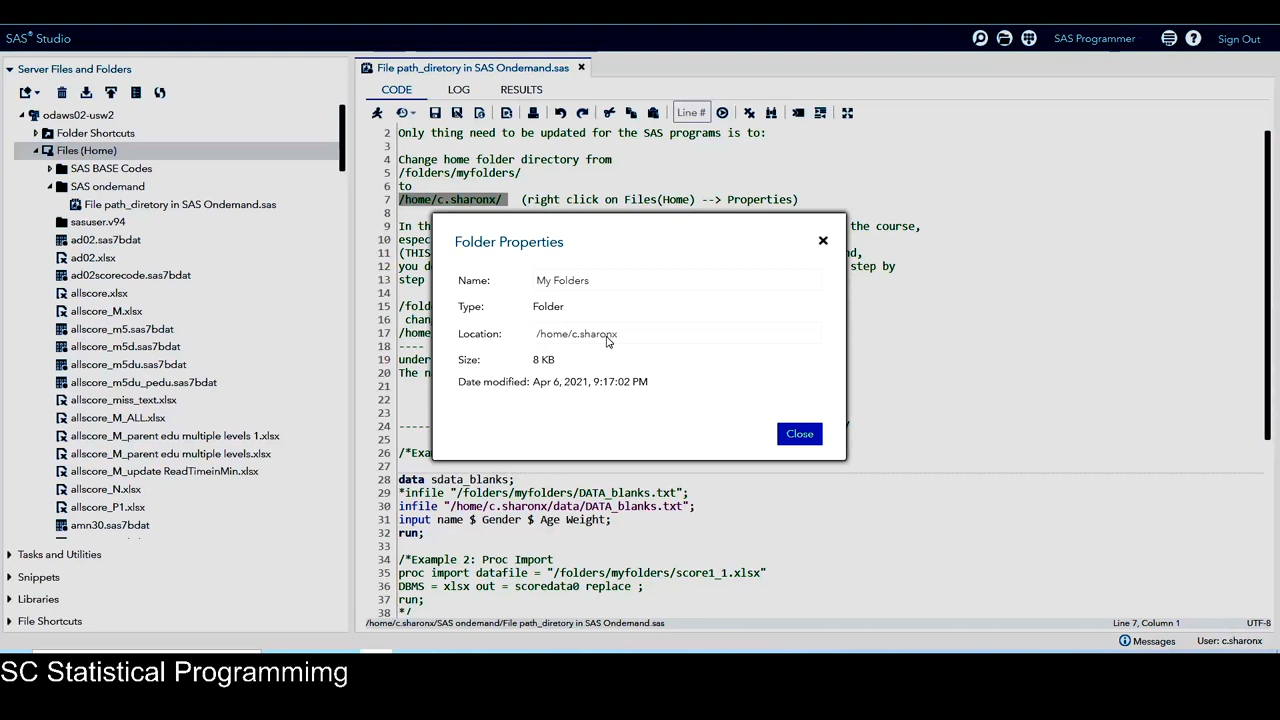 SAS® Studio
SAS Programmer
Sign Out
Server Files and Folders
odaws02-usw2
Folder Shortcuts
Files (Home)
SAS BASE Codes
SAS ondemand
File path_diretory in SAS Ondemand.sas
sasuser.v94
ad02.sas7bdat
ad02.xlsx
ad02scorecode.sas7bdat
allscore.xlsx
allscore_M.xlsx
allscore_m5.sas7bdat
allscore_m5d.sas7bdat
allscore_m5du.sas7bdat
allscore_m5du_pedu.sas7bdat
allscore_miss_text.xlsx
allscore_M_ALL.xlsx
allscore_M_parent edu multiple levels 1.xlsx
allscore_M_parent edu multiple levels.xlsx
allscore_M_update ReadTimeinMin.xlsx
allscore_N.xlsx
allscore_P1.xlsx
amn30.sas7bdat
Tasks and Utilities
Snippets
Libraries
File Shortcuts
File path_diretory in SAS Ondemand.sas
CODE LOG RESULTS
Line #
2 Only thing need to be updated for the SAS programs is to:
3
4 Change home folder directory from
5 /folders/myfolders/
6 to
7 /home/c.sharonx/ (right click on Files(Home) --> Properties)
8
9 In th the course,
10 espec
11 (THIS nd,
12 you d step by
13 step
14
15 /fold
16 chan
17 /home
18 ----
19 under
20 The n
21
22
23
24 -----
25
26 /*Exa
27
28 data sdata_blanks;
29 *infile "/folders/myfolders/DATA_blanks.txt";
30 infile "/home/c.sharonx/data/DATA_blanks.txt";
31 input name $ Gender $ Age Weight;
32 run;
33
34 /*Example 2: Proc Import
35 proc import datafile = "/folders/myfolders/score1_1.xlsx"
36 DBMS = xlsx out = scoredata0 replace ;
37 run;
38 */
Folder Properties
Name: My Folders
Type: Folder
Location: /home/c.sharonx
Size: 8 KB
Date modified: Apr 6, 2021, 9:17:02 PM
Close
/home/c.sharonx/SAS ondemand/File path_diretory in SAS Ondemand.sas
Line 7, Column 1
UTF-8
Messages
User: c.sharonx
SC Statistical Programmimg